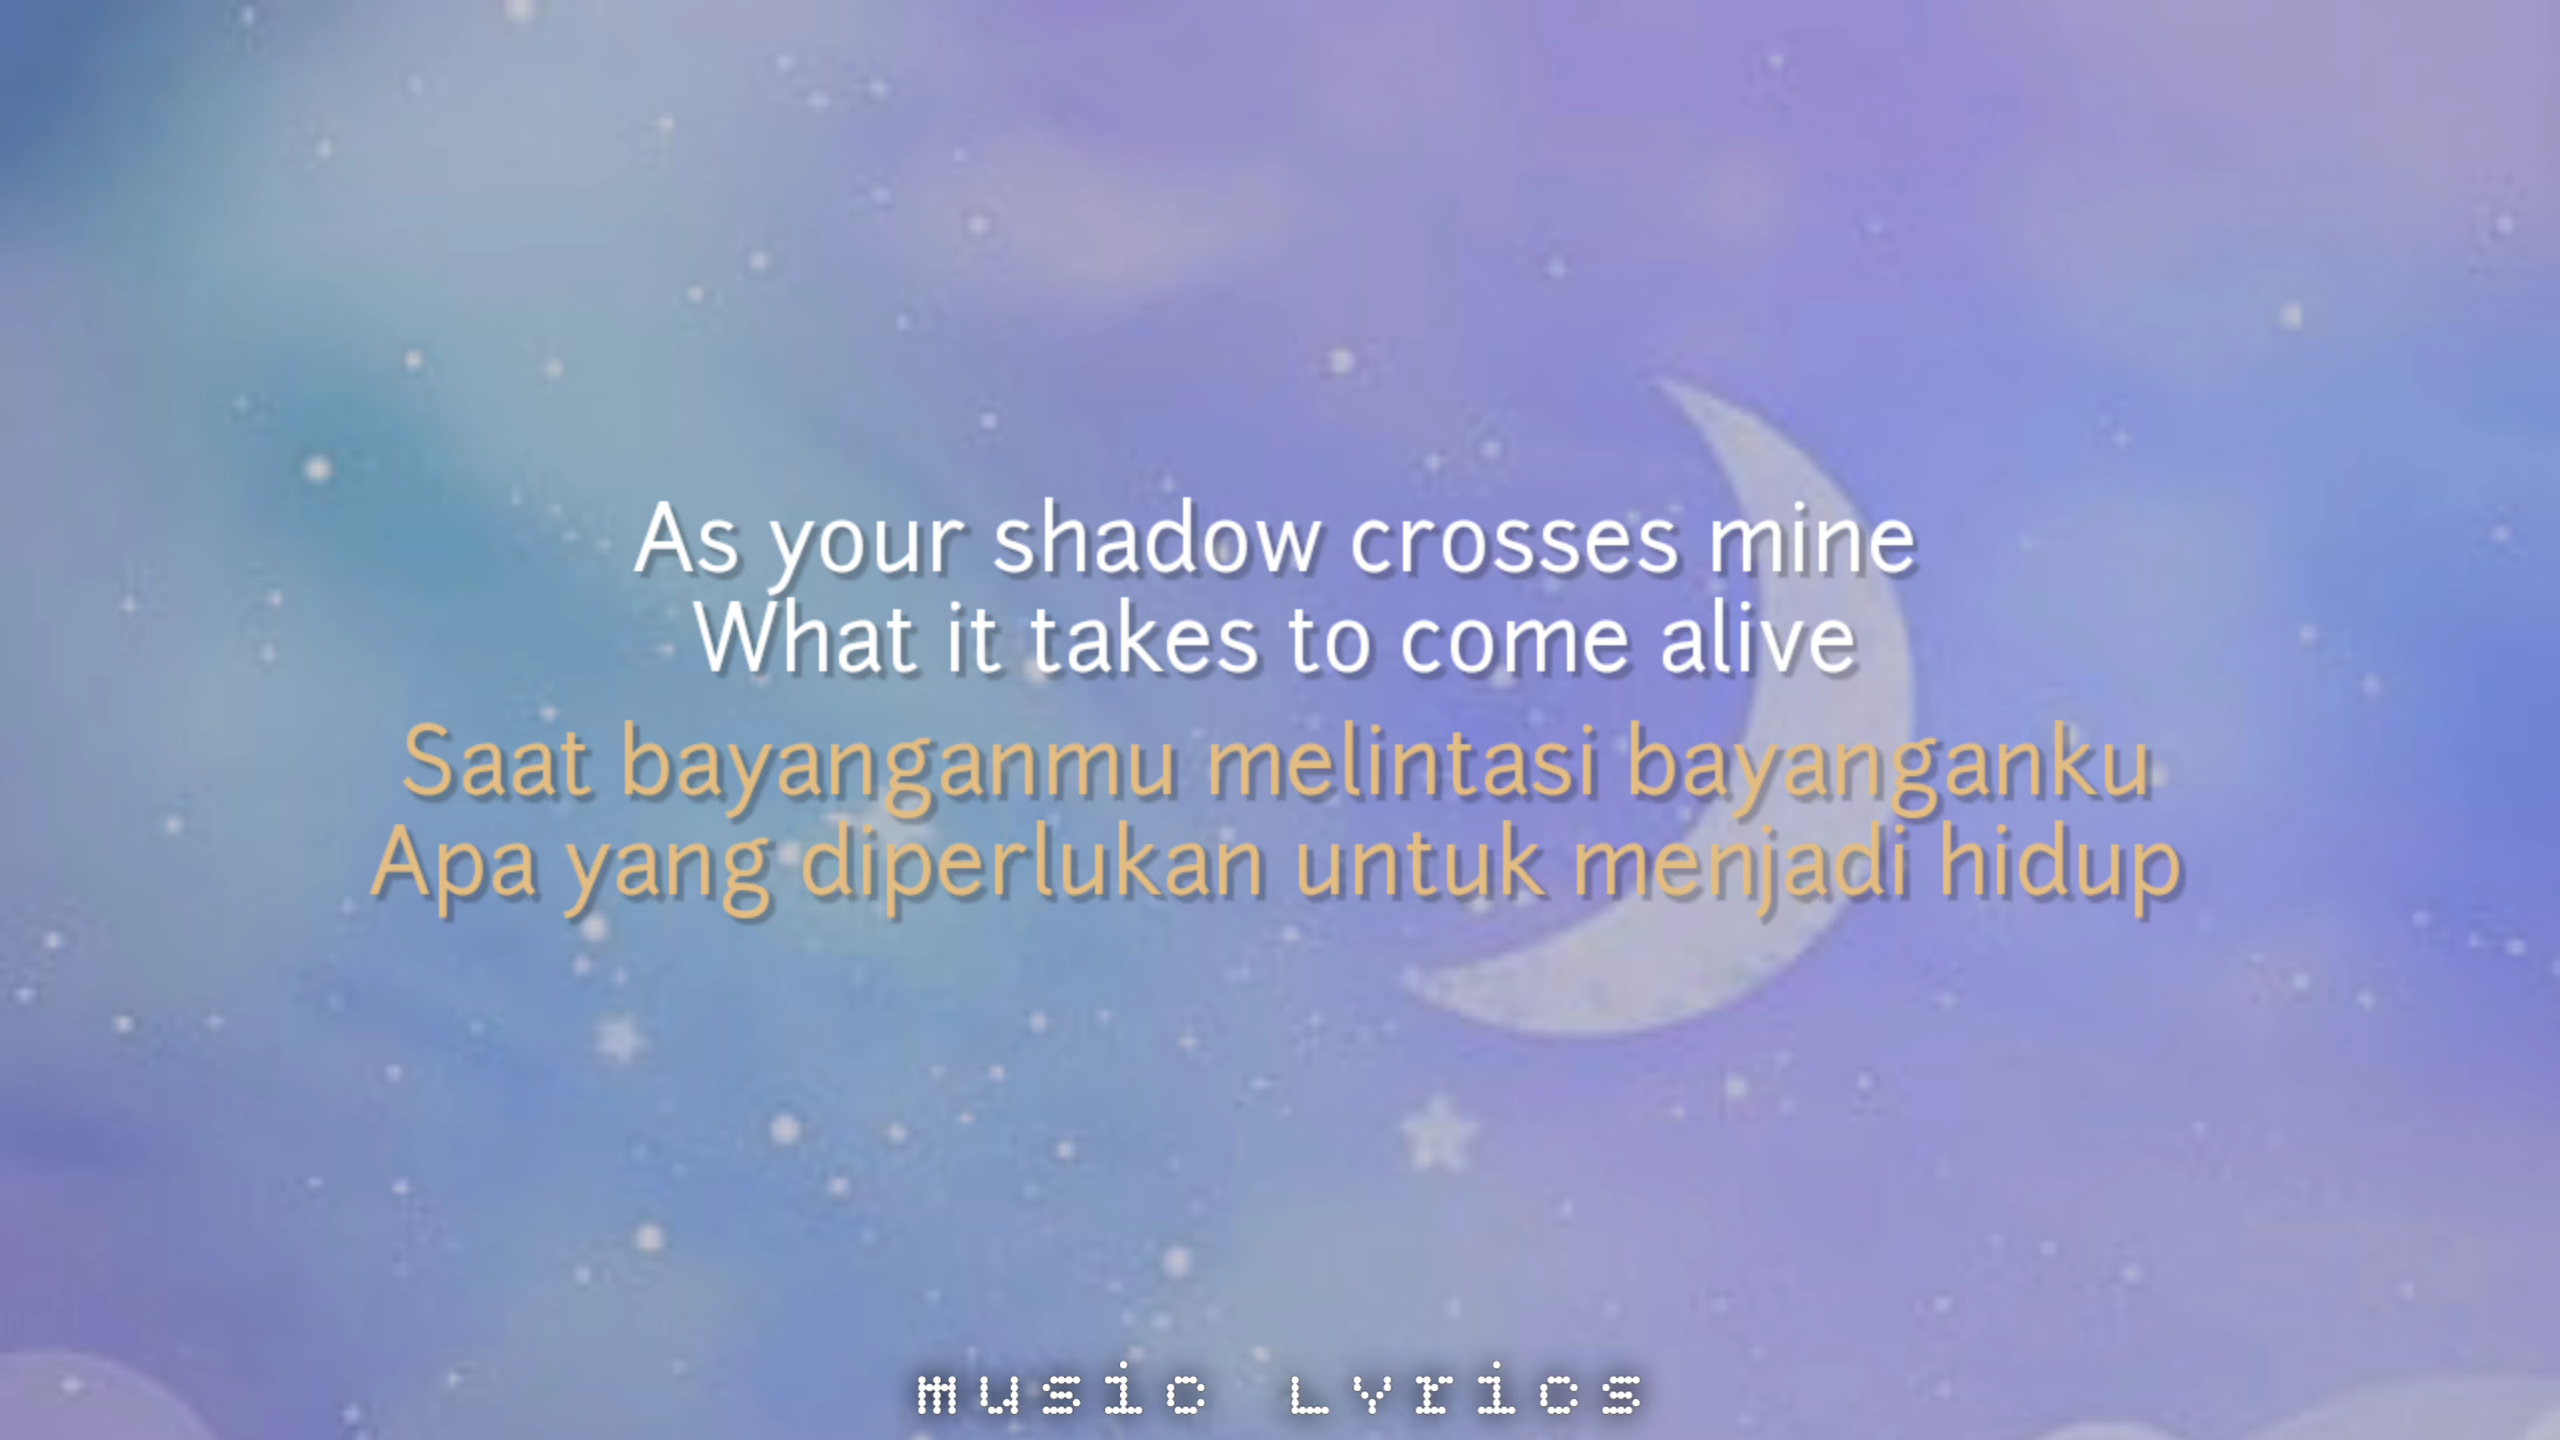 As your shadow crosses mine
What it takes to come alive
Saat bayanganmu melintasi bayanganku
Apa yang diperlukan untuk menjadi hidup
music Lyrics